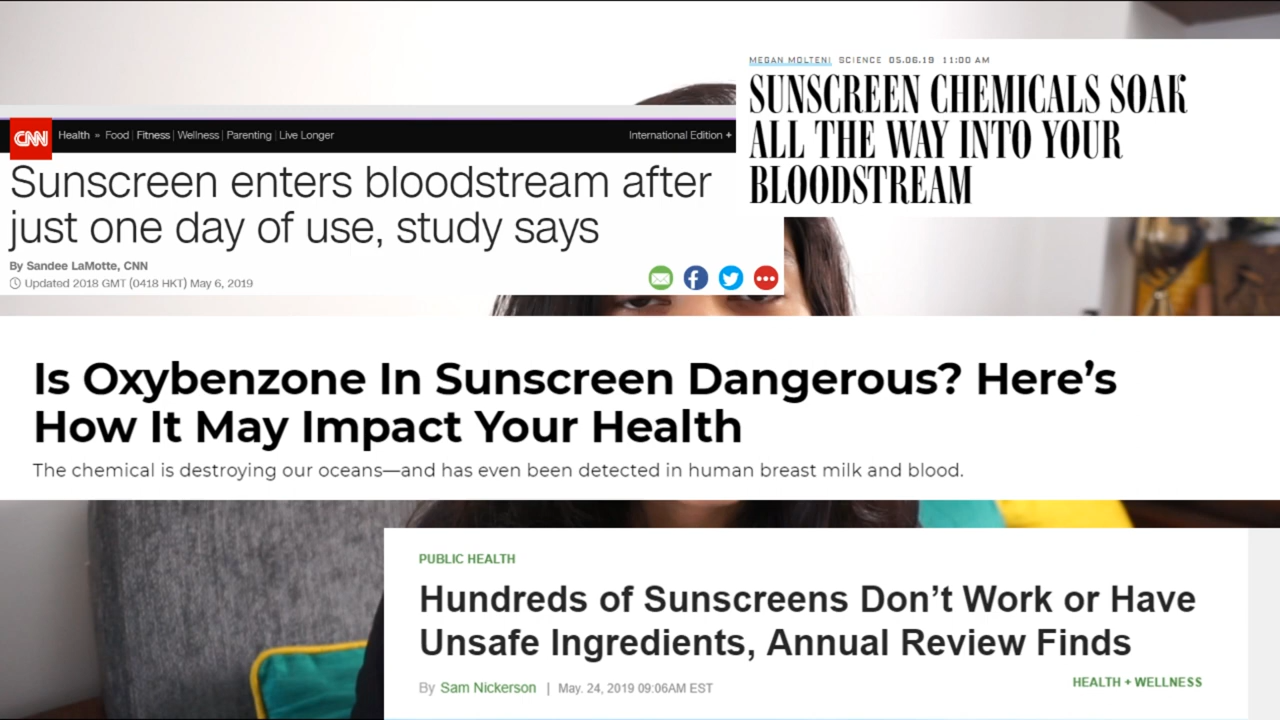 MEGAN MOLTENI SCIENCE 05.06.19 11:00 AM
SUNSCREEN CHEMICALS SOAK
ALL THE WAY INTO YOUR
BLOODSTREAM
CNN Health » Food | Fitness | Wellness | Parenting | Live Longer International Edition +
Sunscreen enters bloodstream after
just one day of use, study says
By Sandee LaMotte, CNN
Updated 2018 GMT (0418 HKT) May 6, 2019
Is Oxybenzone In Sunscreen Dangerous? Here’s
How It May Impact Your Health
The chemical is destroying our oceans—and has even been detected in human breast milk and blood.
PUBLIC HEALTH
Hundreds of Sunscreens Don’t Work or Have
Unsafe Ingredients, Annual Review Finds
By Sam Nickerson | May. 24, 2019 09:06AM EST
HEALTH + WELLNESS